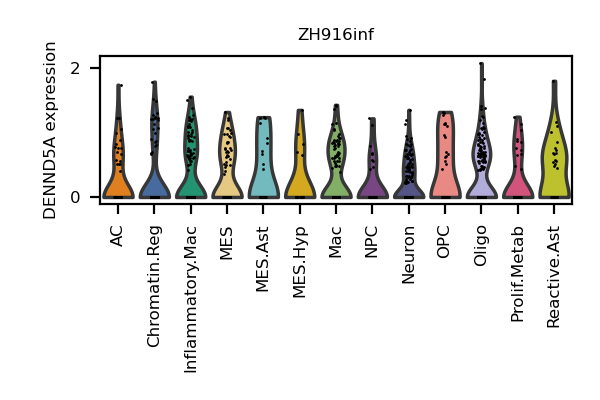 ZH916inf
DENND5A expression
2
0
AC
Chromatin.Reg
Inflammatory.Mac
MES
MES.Ast
MES.Hyp
Mac
NPC
Neuron
OPC
Oligo
Prolif.Metab
Reactive.Ast